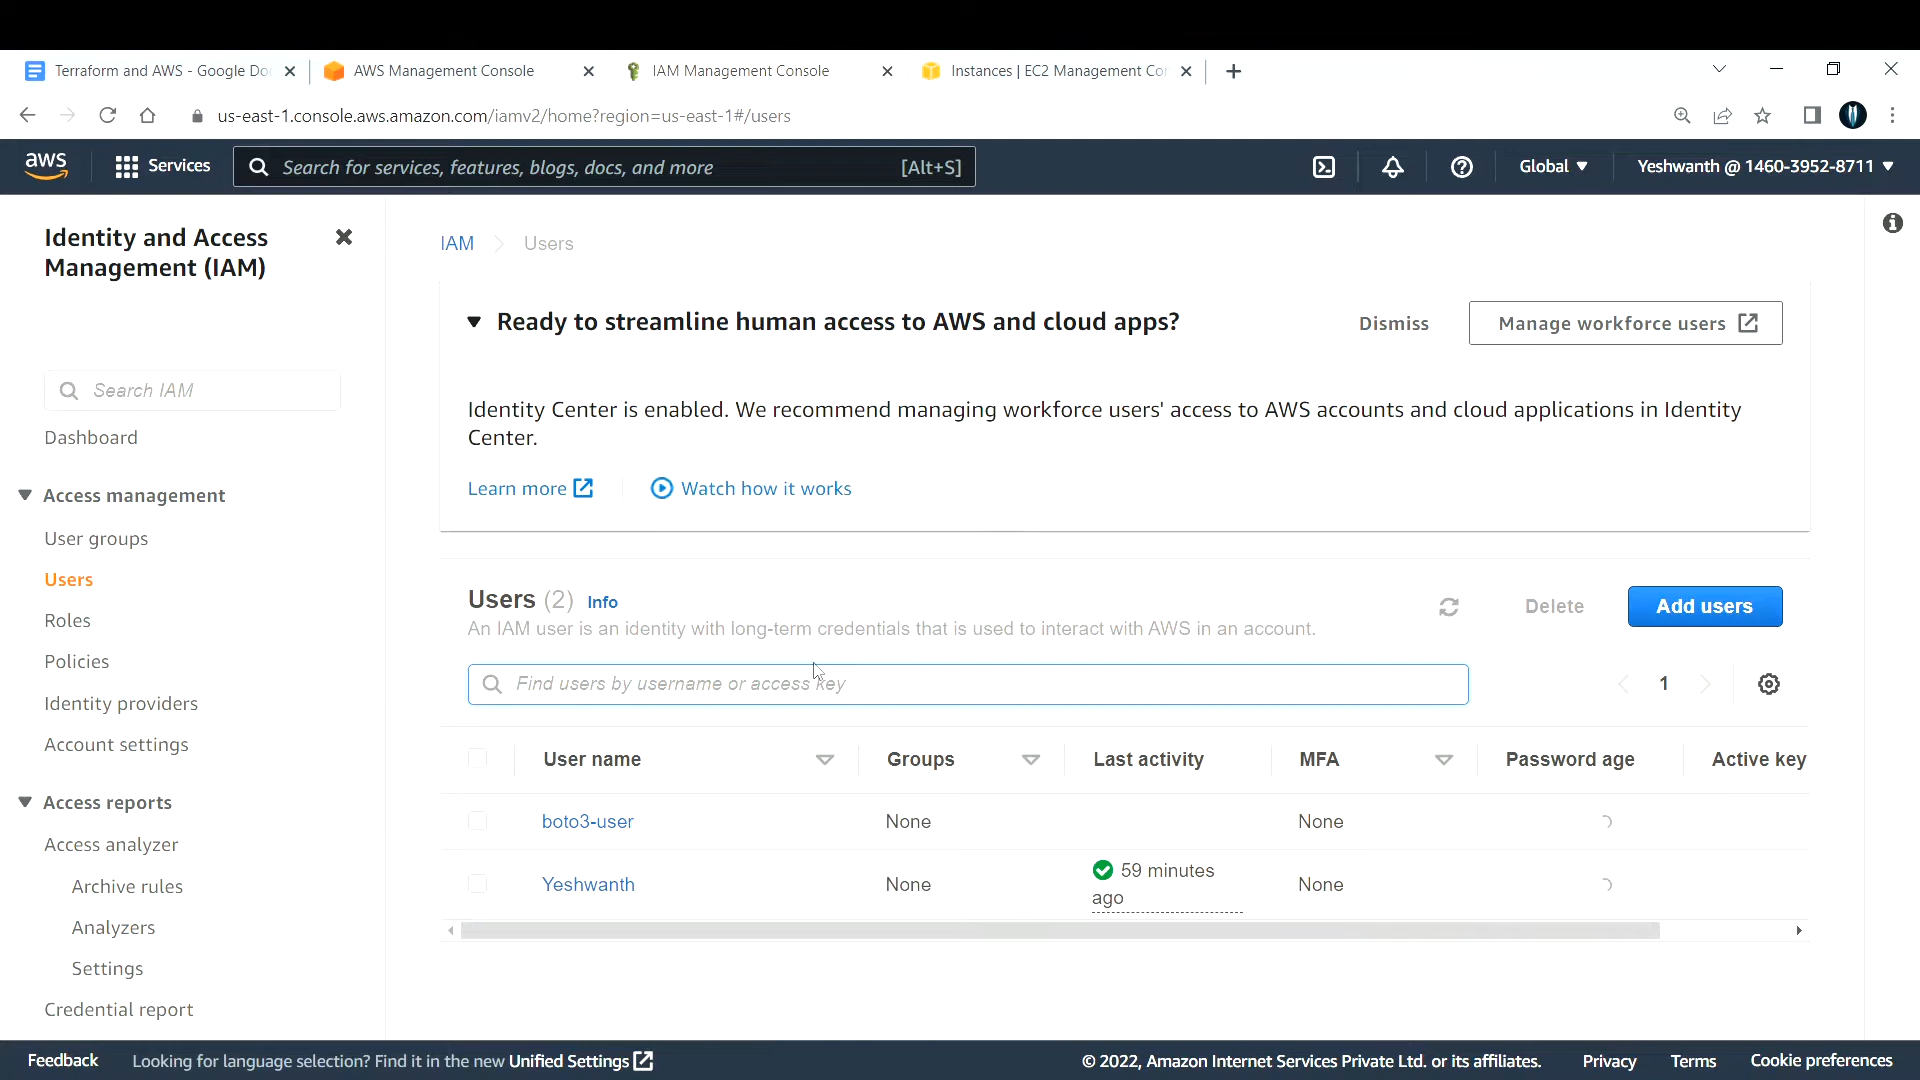 Terraform and AWS - Google Do
AWS Management Console
IAM Management Console
Instances | EC2 Management Co
us-east-1.console.aws.amazon.com/iamv2/home?region=us-east-1#/users
aws
Services
Search for services, features, blogs, docs, and more
[Alt+S]
Global
Yeshwanth @ 1460-3952-8711
Identity and Access
Management (IAM)
Search IAM
Dashboard
Access management
User groups
Users
Roles
Policies
Identity providers
Account settings
Access reports
Access analyzer
Archive rules
Analyzers
Settings
Credential report
IAM
Users
Ready to streamline human access to AWS and cloud apps?
Dismiss
Manage workforce users
Identity Center is enabled. We recommend managing workforce users' access to AWS accounts and cloud applications in Identity
Center.
Learn more
Watch how it works
Users (2) Info
An IAM user is an identity with long-term credentials that is used to interact with AWS in an account.
Delete
Add users
Find users by username or access key
1
User name Groups Last activity MFA Password age Active key
boto3-user None None
Yeshwanth None 59 minutes
ago
None
Feedback
Looking for language selection? Find it in the new Unified Settings
© 2022, Amazon Internet Services Private Ltd. or its affiliates.
Privacy
Terms
Cookie preferences